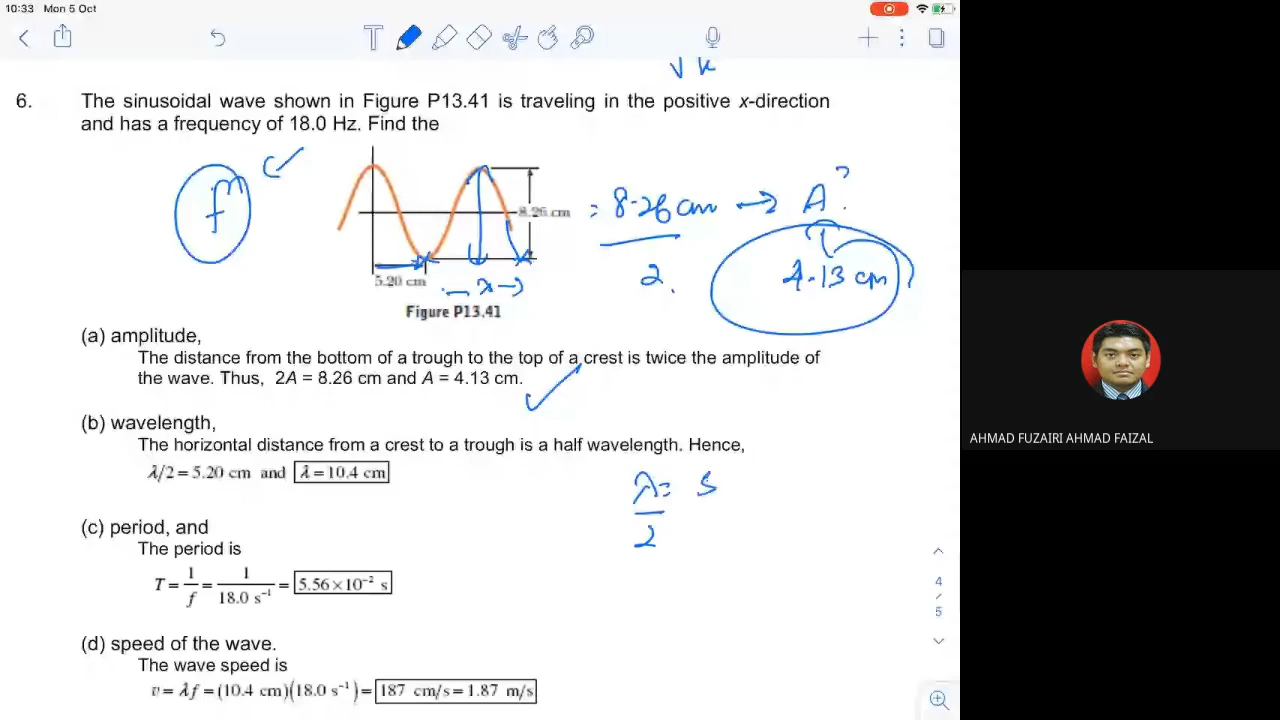 10:33 Mon 5 Oct
6. The sinusoidal wave shown in Figure P13.41 is traveling in the positive x-direction
and has a frequency of 18.0 Hz. Find the
f
8.26 cm
= 8.26 cm → A?
2.
4.13 cm
5.20 cm
λ
Figure P13.41
(a) amplitude,
The distance from the bottom of a trough to the top of a crest is twice the amplitude of
the wave. Thus, 2A = 8.26 cm and A = 4.13 cm.
(b) wavelength,
The horizontal distance from a crest to a trough is a half wavelength. Hence,
λ/2 = 5.20 cm and λ = 10.4 cm
λ = 5
2
(c) period, and
The period is
T = 1/f = 1/18.0 s⁻¹ = 5.56×10⁻² s
(d) speed of the wave.
The wave speed is
v = λf = (10.4 cm)(18.0 s⁻¹) = 187 cm/s = 1.87 m/s
4
/
5
AHMAD FUZAIRI AHMAD FAIZAL